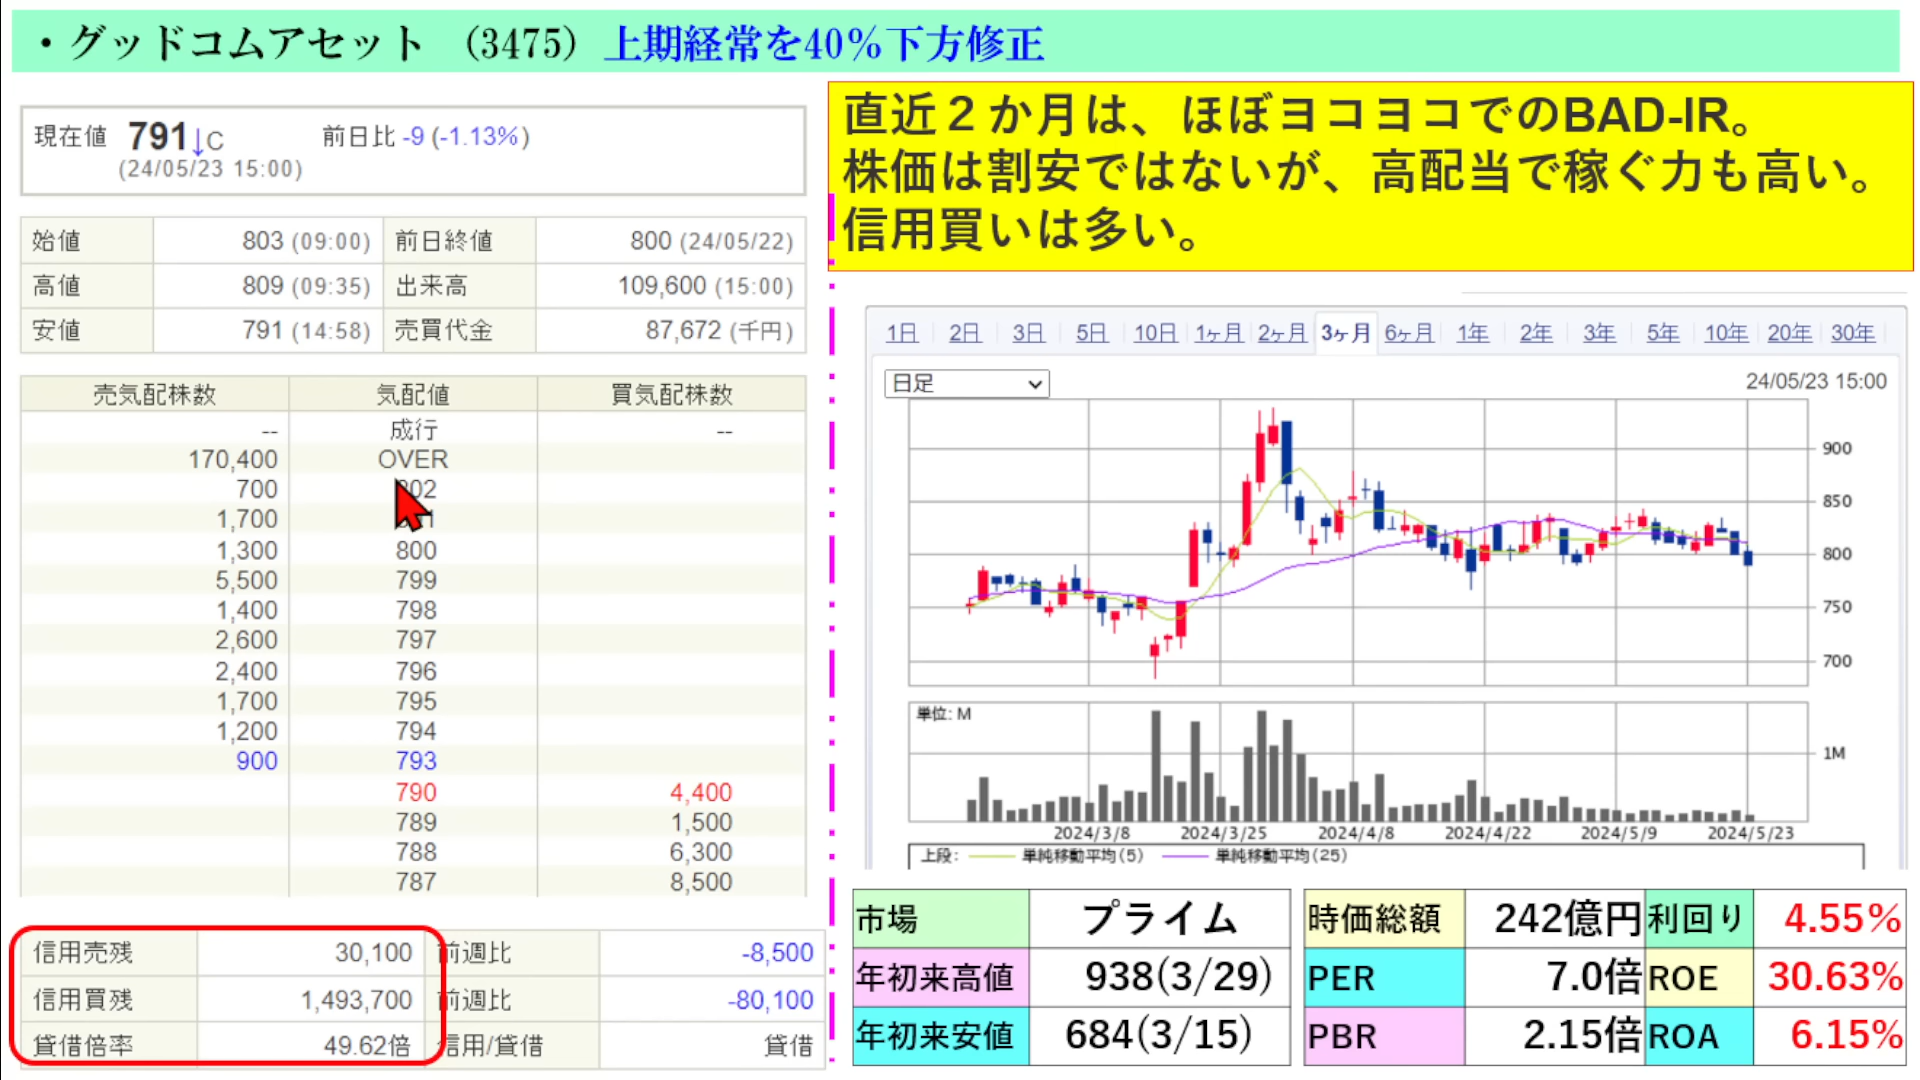 ・グッドコムアセット （3475） 上期経常を40％下方修正
現在値 791↓C 前日比 -9 (-1.13%)
(24/05/23 15:00)
直近２か月は、ほぼヨコヨコでのBAD-IR。
株価は割安ではないが、高配当で稼ぐ力も高い。
信用買いは多い。
始値 803 (09:00) 前日終値 800 (24/05/22)
高値 809 (09:35) 出来高 109,600 (15:00)
安値 791 (14:58) 売買代金 87,672 (千円)
売気配株数 気配値 買気配株数
-- 成行 --
170,400 OVER
700
1,700
1,300 800
5,500 799
1,400 798
2,600 797
2,400 796
1,700 795
1,200 794
900 793
790 4,400
789 1,500
788 6,300
787 8,500
信用売残 30,100 前週比 -8,500
信用買残 1,493,700 前週比 -80,100
貸借倍率 49.62倍 信用/貸借 貸借
1日 2日 3日 5日 10日 1ヶ月 2ヶ月 3ヶ月 6ヶ月 1年 2年 3年 5年 10年 20年 30年
日足 24/05/23 15:00
900
850
800
750
700
単位: M
1M
2024/3/8 2024/3/25 2024/4/8 2024/4/22 2024/5/9 2024/5/23
上段: 単純移動平均(5) 単純移動平均(25)
市場 プライム 時価総額 242億円 利回り 4.55%
年初来高値 938(3/29) PER 7.0倍 ROE 30.63%
年初来安値 684(3/15) PBR 2.15倍 ROA 6.15%